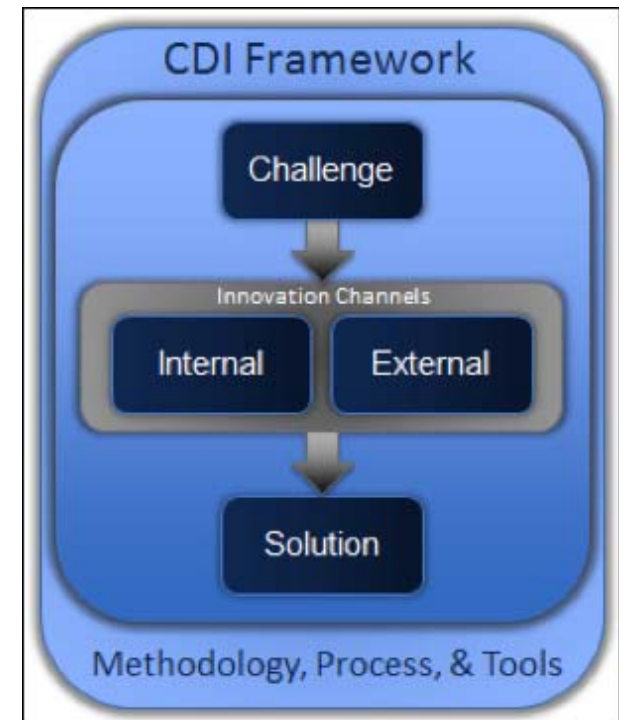 CDI Framework
Challenge
Innovation Channels
Internal External
Solution
Methodology, Process, & Tools